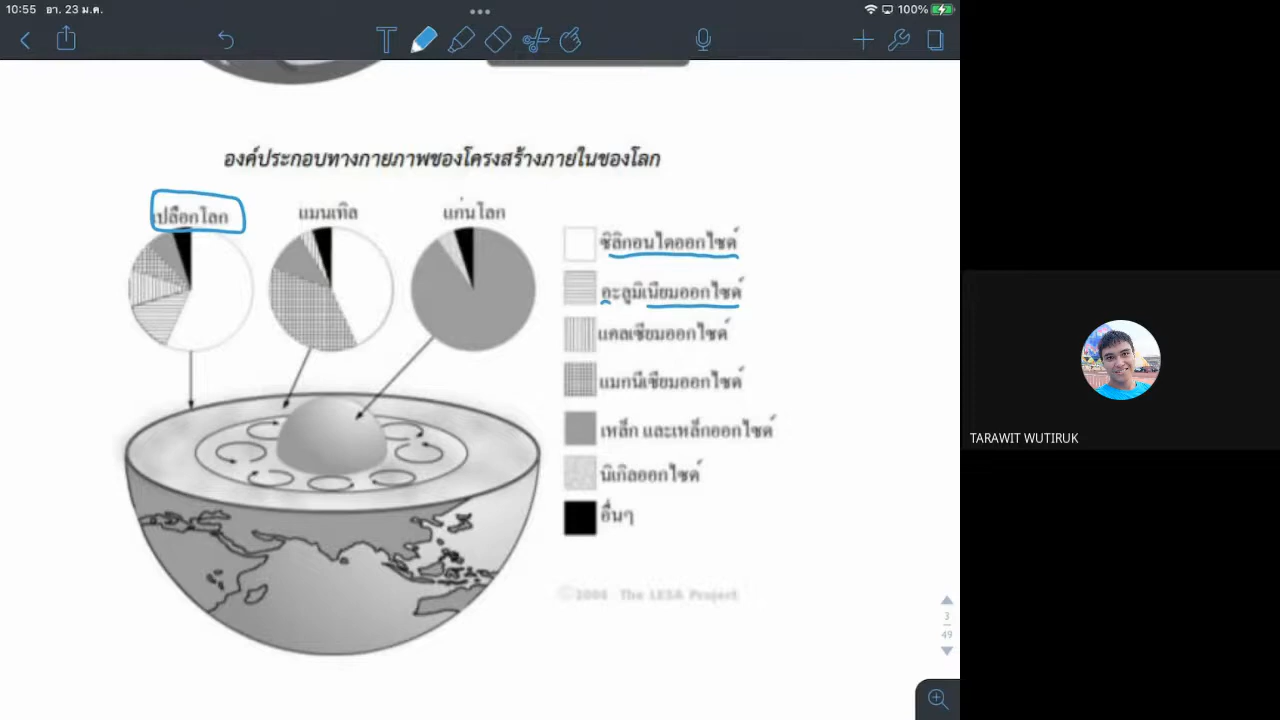 10:55 อา. 23 ม.ค.
100%
องค์ประกอบทางกายภาพของโครงสร้างภายในของโลก
เปลือกโลก แมนเทิล แก่นโลก
ซิลิกอนไดออกไซด์
อะลูมิเนียมออกไซด์
แคลเซียมออกไซด์
แมกนีเซียมออกไซด์
เหล็ก และเหล็กออกไซด์
นิเกิลออกไซด์
อื่นๆ
The LESA Project
3
49
TARAWIT WUTIRUK